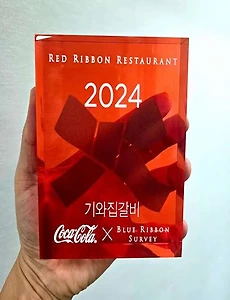 RED RIBBON RESTAURANT
2024
기와집갈비
Coca-Cola X BLUE RIBBON
SURVEY